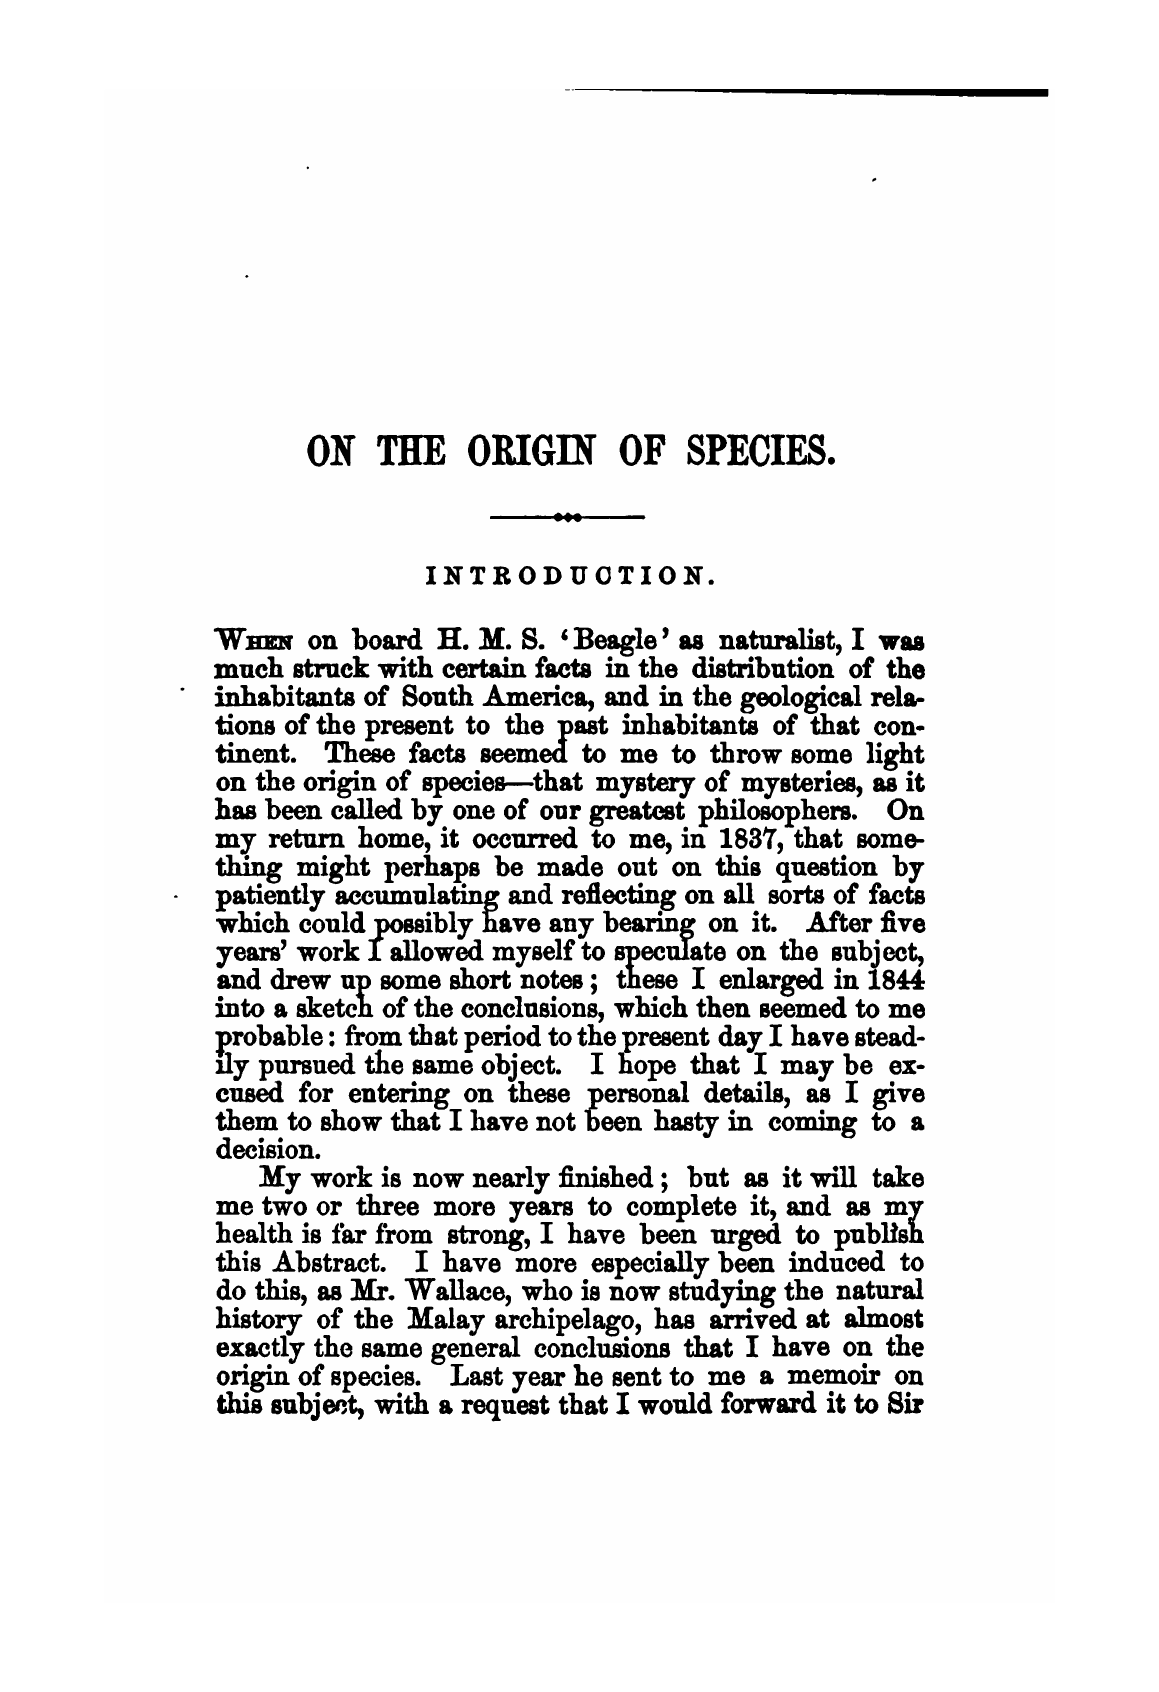 ON THE ORIGIN OF SPECIES.
INTRODUCTION.
WHEN on board H. M. S. ‘Beagle’ as naturalist, I was
much struck with certain facts in the distribution of the
inhabitants of South America, and in the geological rela-
tions of the present to the past inhabitants of that con-
tinent. These facts seemed to me to throw some light
on the origin of species—that mystery of mysteries, as it
has been called by one of our greatest philosophers. On
my return home, it occurred to me, in 1837, that some-
thing might perhaps be made out on this question by
patiently accumulating and reflecting on all sorts of facts
which could possibly have any bearing on it. After five
years’ work I allowed myself to speculate on the subject,
and drew up some short notes; these I enlarged in 1844
into a sketch of the conclusions, which then seemed to me
probable: from that period to the present day I have stead-
ily pursued the same object. I hope that I may be ex-
cused for entering on these personal details, as I give
them to show that I have not been hasty in coming to a
decision.
My work is now nearly finished; but as it will take
me two or three more years to complete it, and as my
health is far from strong, I have been urged to publish
this Abstract. I have more especially been induced to
do this, as Mr. Wallace, who is now studying the natural
history of the Malay archipelago, has arrived at almost
exactly the same general conclusions that I have on the
origin of species. Last year he sent to me a memoir on
this subject, with a request that I would forward it to Sir